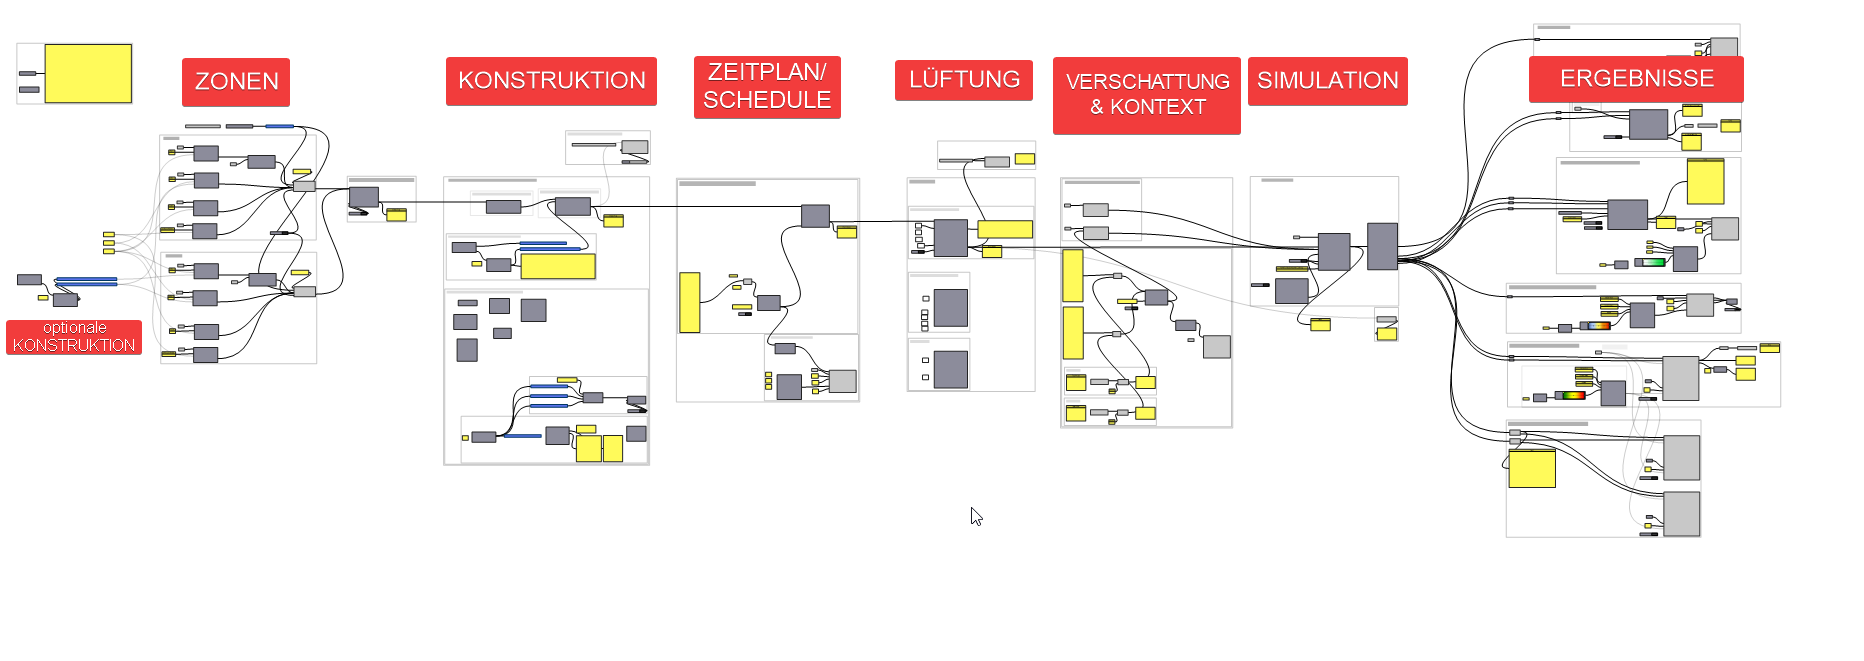 ZONEN
KONSTRUKTION
ZEITPLAN/
SCHEDULE
LÜFTUNG
VERSCHATTUNG
& KONTEXT
SIMULATION
ERGEBNISSE
optionale
KONSTRUKTION